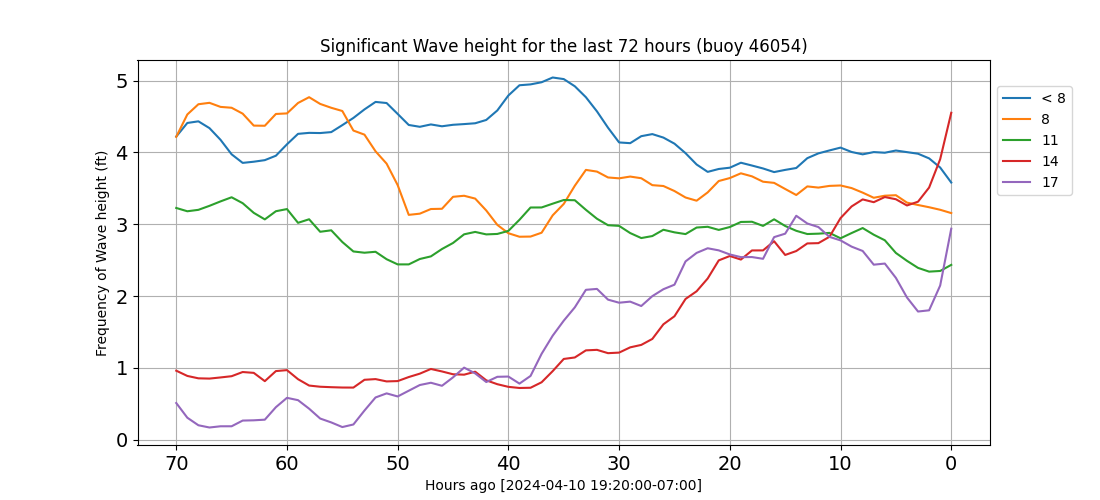 Significant Wave height for the last 72 hours (buoy 46054)
Frequency of Wave height (ft)
5
4
3
2
1
0
70 60 50 40 30 20 10 0
Hours ago [2024-04-10 19:20:00-07:00]
< 8
8
11
14
17